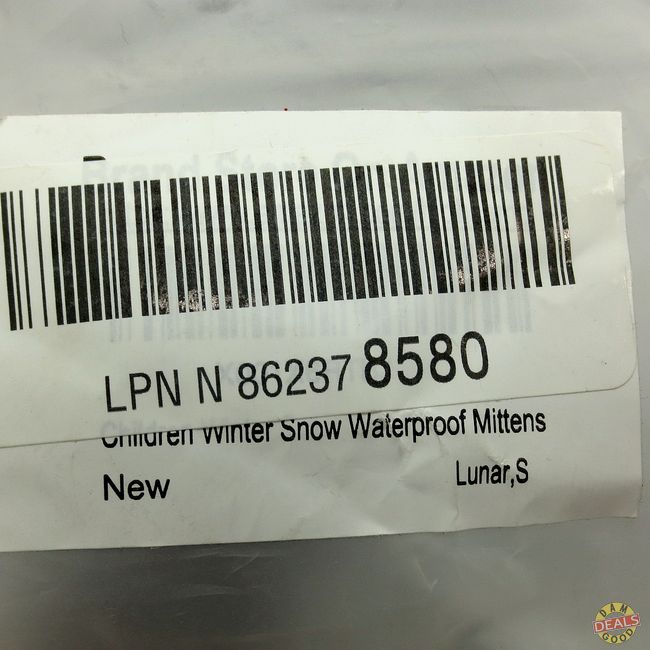 LPN N 86237 8580
Children Winter Snow Waterproof Mittens
New
Lunar,S
DAM
DEALS
GOOD